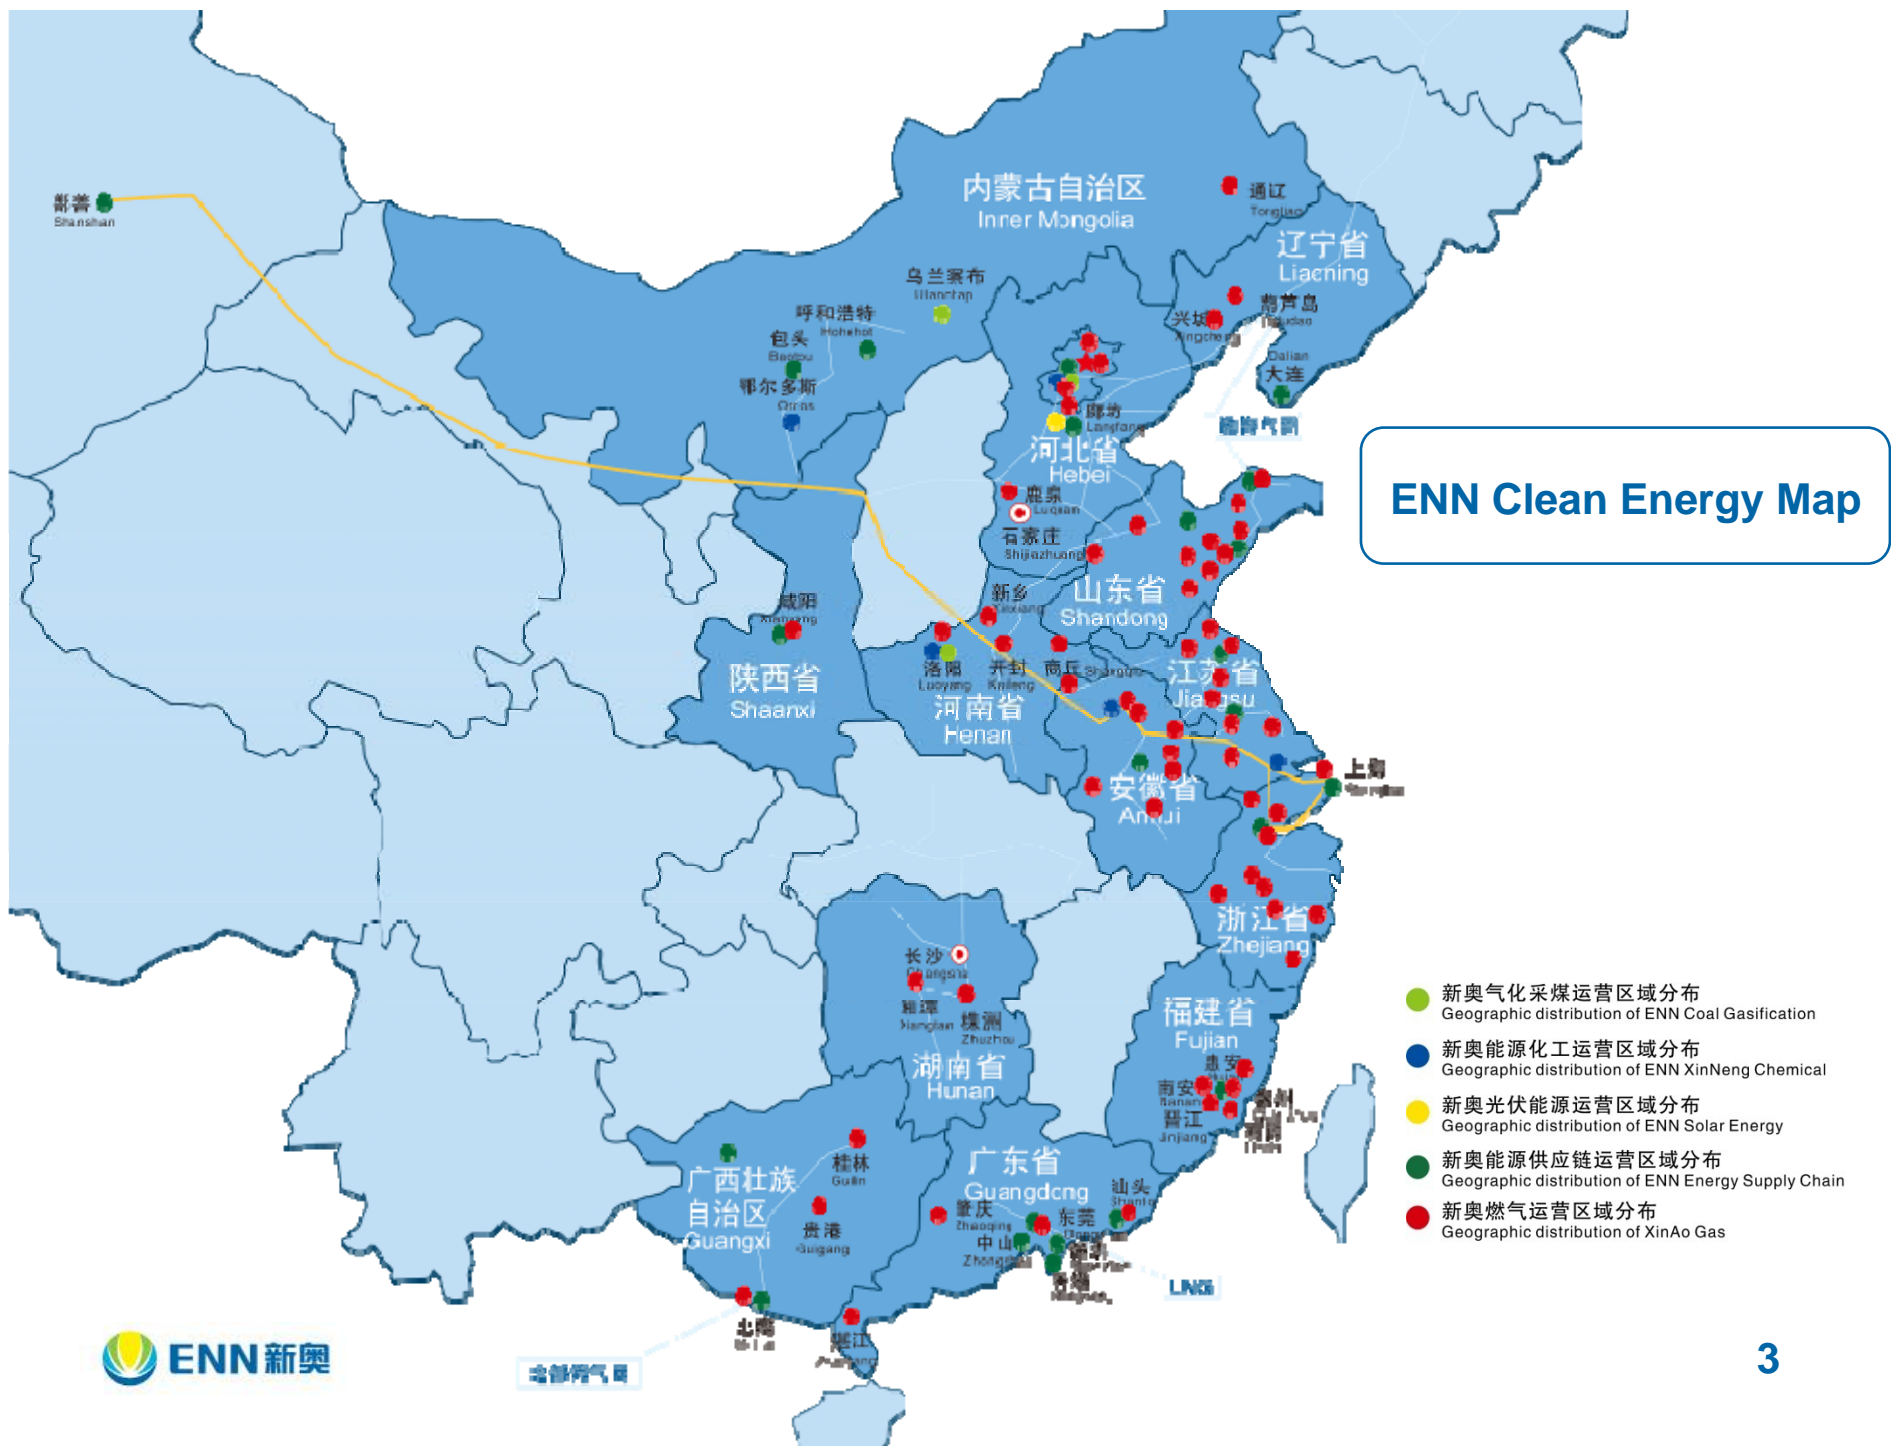 鄯善
Shanshan
内蒙古自治区
Inner Mongolia
通辽
Tongliao
辽宁省
Liaoning
乌兰察布
呼和浩特
Hohehot
包头
Baotou
鄂尔多斯
葫芦岛
兴城
Xingcheng
Dalian
大连
廊坊
Langfang
河北省
Hebei
鹿泉
Luquan
石家庄
Shijiazhuang
ENN Clean Energy Map
山东省
Shandong
新乡
Xinxiang
咸阳
Xianyang
陕西省
Shaanxi
洛阳
Luoyang
开封
Kaifeng
商丘
Shangqiu
河南省
Henan
江苏省
Jiangsu
上海
安徽省
Anhui
浙江省
Zhejiang
长沙
Changsha
湘潭
Xiangtan
株洲
Zhuzhou
湖南省
Hunan
福建省
Fujian
惠安
南安
Nanan
晋江
Jinjiang
广西壮族
自治区
Guangxi
桂林
Guilin
贵港
Guigang
广东省
Guangdong
肇庆
Zhaoqing
东莞
中山
汕头
Shantou
LNG
北海
湛江
新奥气化采煤运营区域分布
Geographic distribution of ENN Coal Gasification
新奥能源化工运营区域分布
Geographic distribution of ENN XinNeng Chemical
新奥光伏能源运营区域分布
Geographic distribution of ENN Solar Energy
新奥能源供应链运营区域分布
Geographic distribution of ENN Energy Supply Chain
新奥燃气运营区域分布
Geographic distribution of XinAo Gas
ENN新奥
3